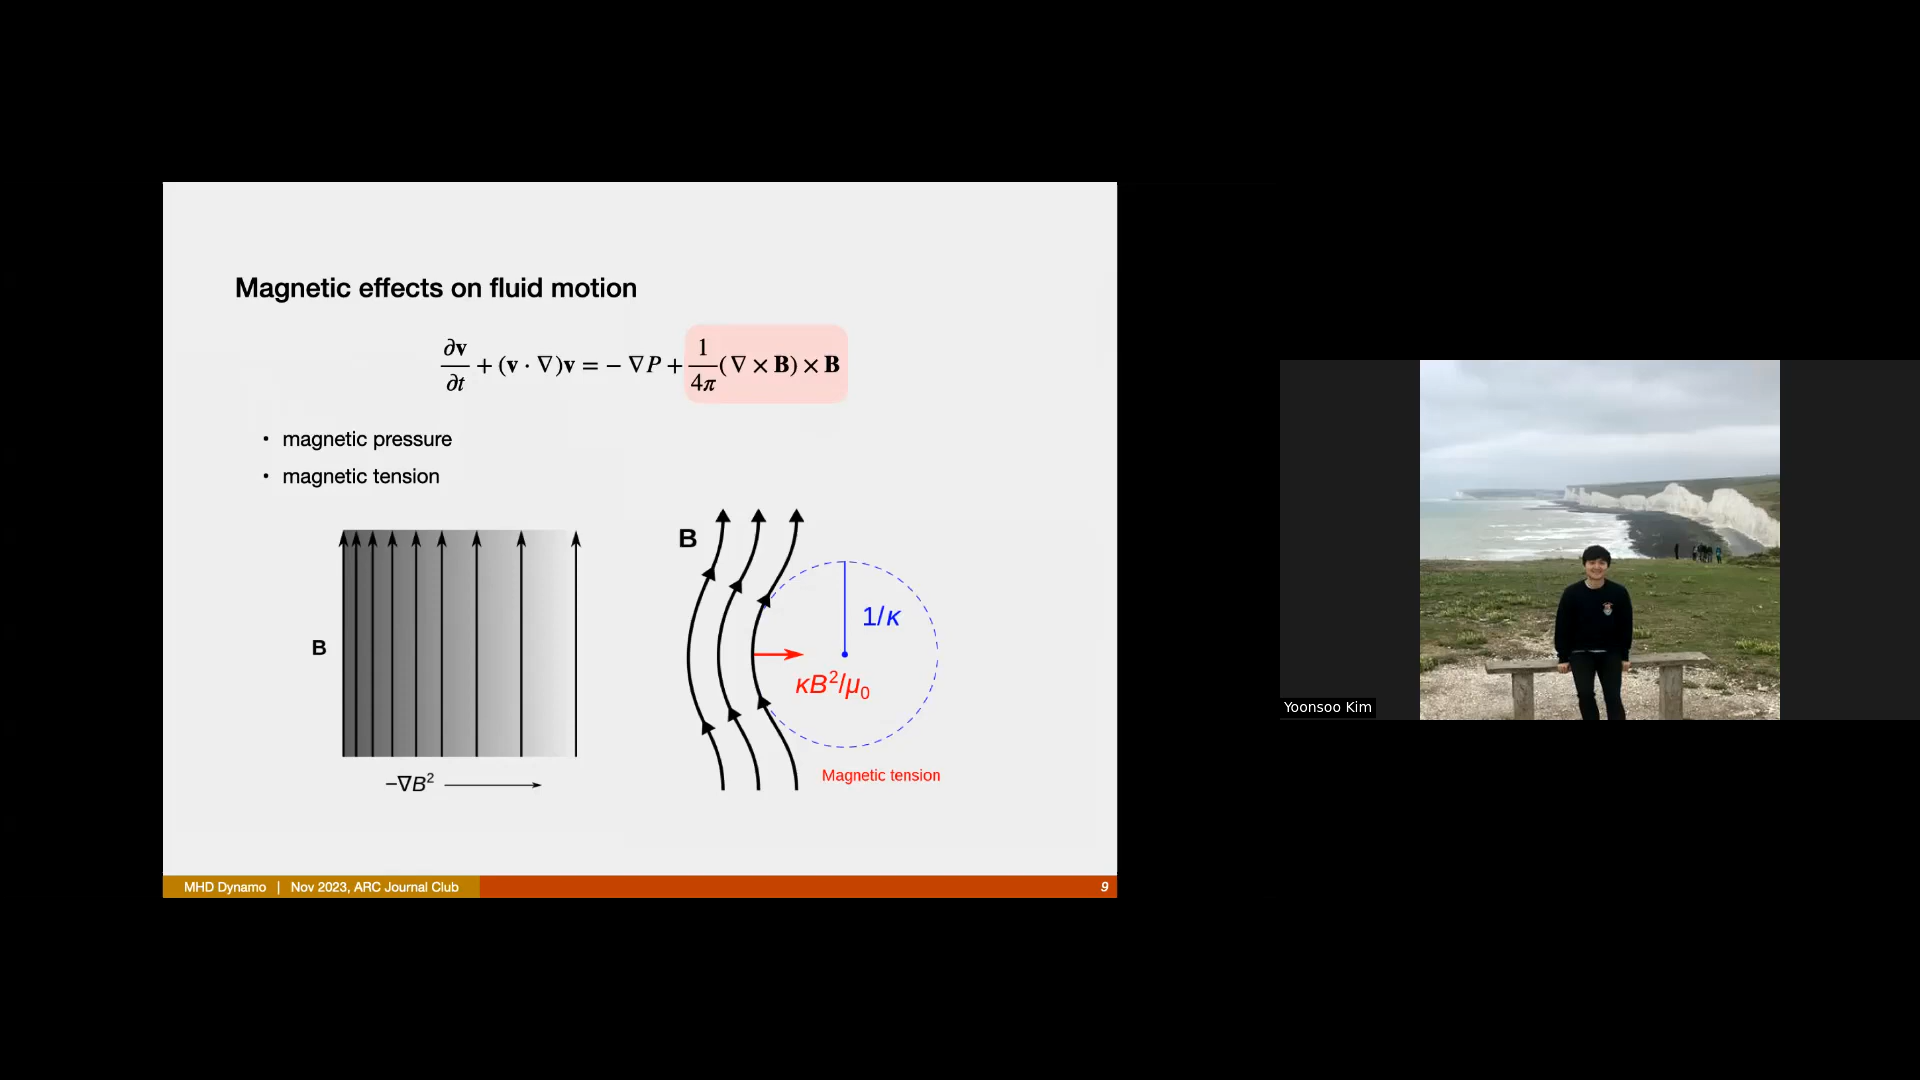 Magnetic effects on fluid motion
∂v/∂t + (v · ∇)v = − ∇P + 1/4π (∇ × B) × B
• magnetic pressure
• magnetic tension
B
−∇B²
B
1/κ
κB²/μ₀
Magnetic tension
MHD Dynamo | Nov 2023, ARC Journal Club
9
Yoonsoo Kim